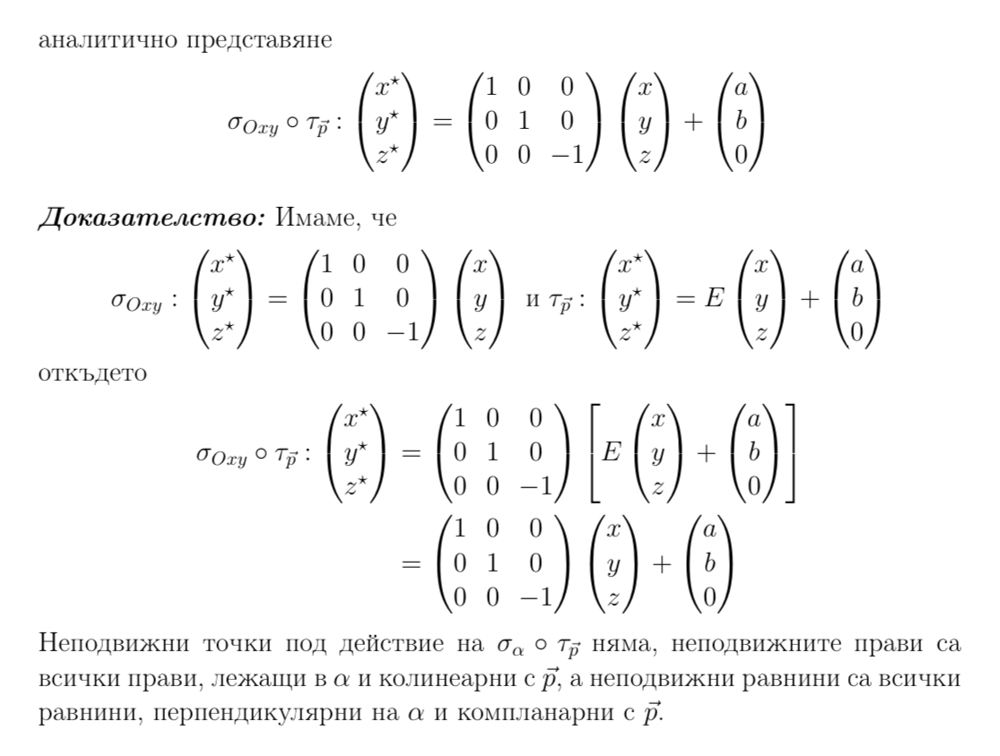 аналитично представяне
$$\sigma_{Oxy} \circ \tau_{\vec{p}} : \begin{pmatrix} x^\star \\ y^\star \\ z^\star \end{pmatrix} = \begin{pmatrix} 1 & 0 & 0 \\ 0 & 1 & 0 \\ 0 & 0 & -1 \end{pmatrix} \begin{pmatrix} x \\ y \\ z \end{pmatrix} + \begin{pmatrix} a \\ b \\ 0 \end{pmatrix}$$
Доказателство: Имаме, че
$$\sigma_{Oxy} : \begin{pmatrix} x^\star \\ y^\star \\ z^\star \end{pmatrix} = \begin{pmatrix} 1 & 0 & 0 \\ 0 & 1 & 0 \\ 0 & 0 & -1 \end{pmatrix} \begin{pmatrix} x \\ y \\ z \end{pmatrix} \text{ и } \tau_{\vec{p}} : \begin{pmatrix} x^\star \\ y^\star \\ z^\star \end{pmatrix} = E \begin{pmatrix} x \\ y \\ z \end{pmatrix} + \begin{pmatrix} a \\ b \\ 0 \end{pmatrix}$$
откъдето
$$\sigma_{Oxy} \circ \tau_{\vec{p}} : \begin{pmatrix} x^\star \\ y^\star \\ z^\star \end{pmatrix} = \begin{pmatrix} 1 & 0 & 0 \\ 0 & 1 & 0 \\ 0 & 0 & -1 \end{pmatrix} \left[ E \begin{pmatrix} x \\ y \\ z \end{pmatrix} + \begin{pmatrix} a \\ b \\ 0 \end{pmatrix} \right]$$
$$= \begin{pmatrix} 1 & 0 & 0 \\ 0 & 1 & 0 \\ 0 & 0 & -1 \end{pmatrix} \begin{pmatrix} x \\ y \\ z \end{pmatrix} + \begin{pmatrix} a \\ b \\ 0 \end{pmatrix}$$
Неподвижни точки под действие на $\sigma_\alpha \circ \tau_{\vec{p}}$ няма, неподвижните прави са
всички прави, лежащи в $\alpha$ и колинеарни с $\vec{p}$, а неподвижни равнини са всички
равнини, перпендикулярни на $\alpha$ и компланарни с $\vec{p}$.